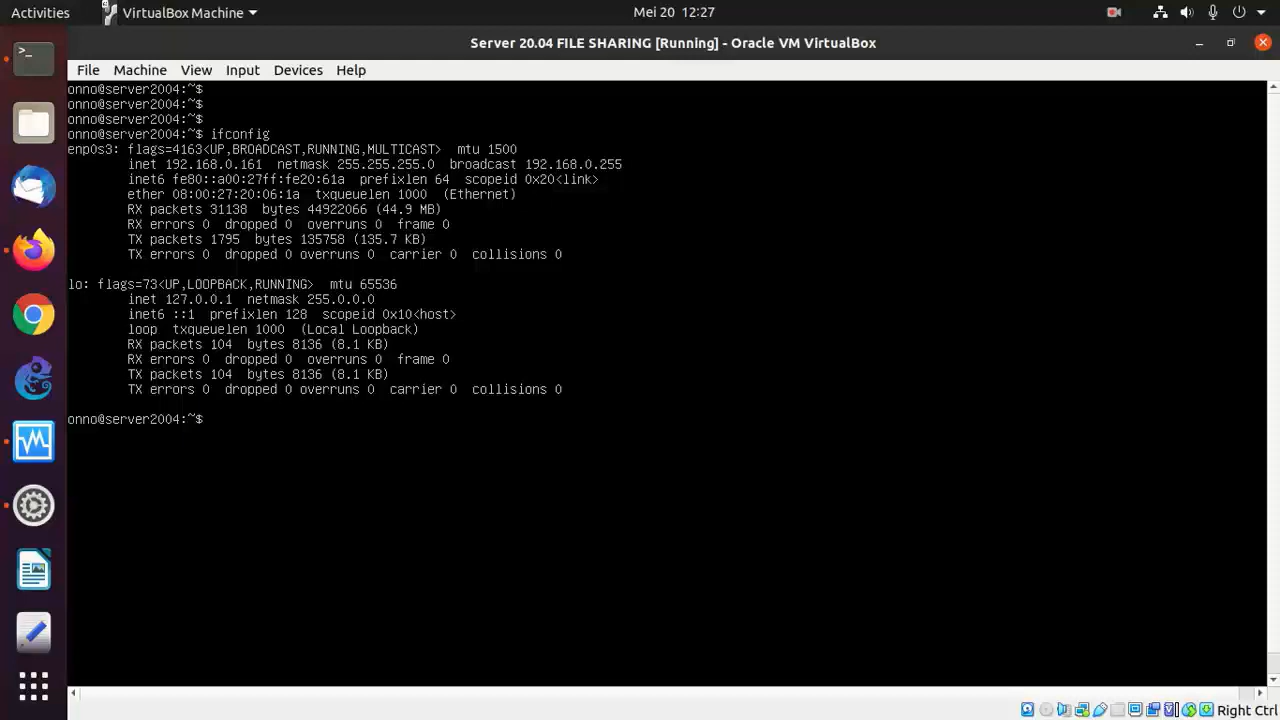 Activities VirtualBox Machine Mei 20 12:27
Server 20.04 FILE SHARING [Running] - Oracle VM VirtualBox
File Machine View Input Devices Help
onno@server2004:~$
onno@server2004:~$
onno@server2004:~$
onno@server2004:~$ ifconfig
enp0s3: flags=4163<UP,BROADCAST,RUNNING,MULTICAST> mtu 1500
inet 192.168.0.161 netmask 255.255.255.0 broadcast 192.168.0.255
inet6 fe80::a00:27ff:fe20:61a prefixlen 64 scopeid 0x20<link>
ether 08:00:27:20:06:1a txqueuelen 1000 (Ethernet)
RX packets 31138 bytes 44922066 (44.9 MB)
RX errors 0 dropped 0 overruns 0 frame 0
TX packets 1795 bytes 135758 (135.7 KB)
TX errors 0 dropped 0 overruns 0 carrier 0 collisions 0
lo: flags=73<UP,LOOPBACK,RUNNING> mtu 65536
inet 127.0.0.1 netmask 255.0.0.0
inet6 ::1 prefixlen 128 scopeid 0x10<host>
loop txqueuelen 1000 (Local Loopback)
RX packets 104 bytes 8136 (8.1 KB)
RX errors 0 dropped 0 overruns 0 frame 0
TX packets 104 bytes 8136 (8.1 KB)
TX errors 0 dropped 0 overruns 0 carrier 0 collisions 0
onno@server2004:~$
Right Ctrl